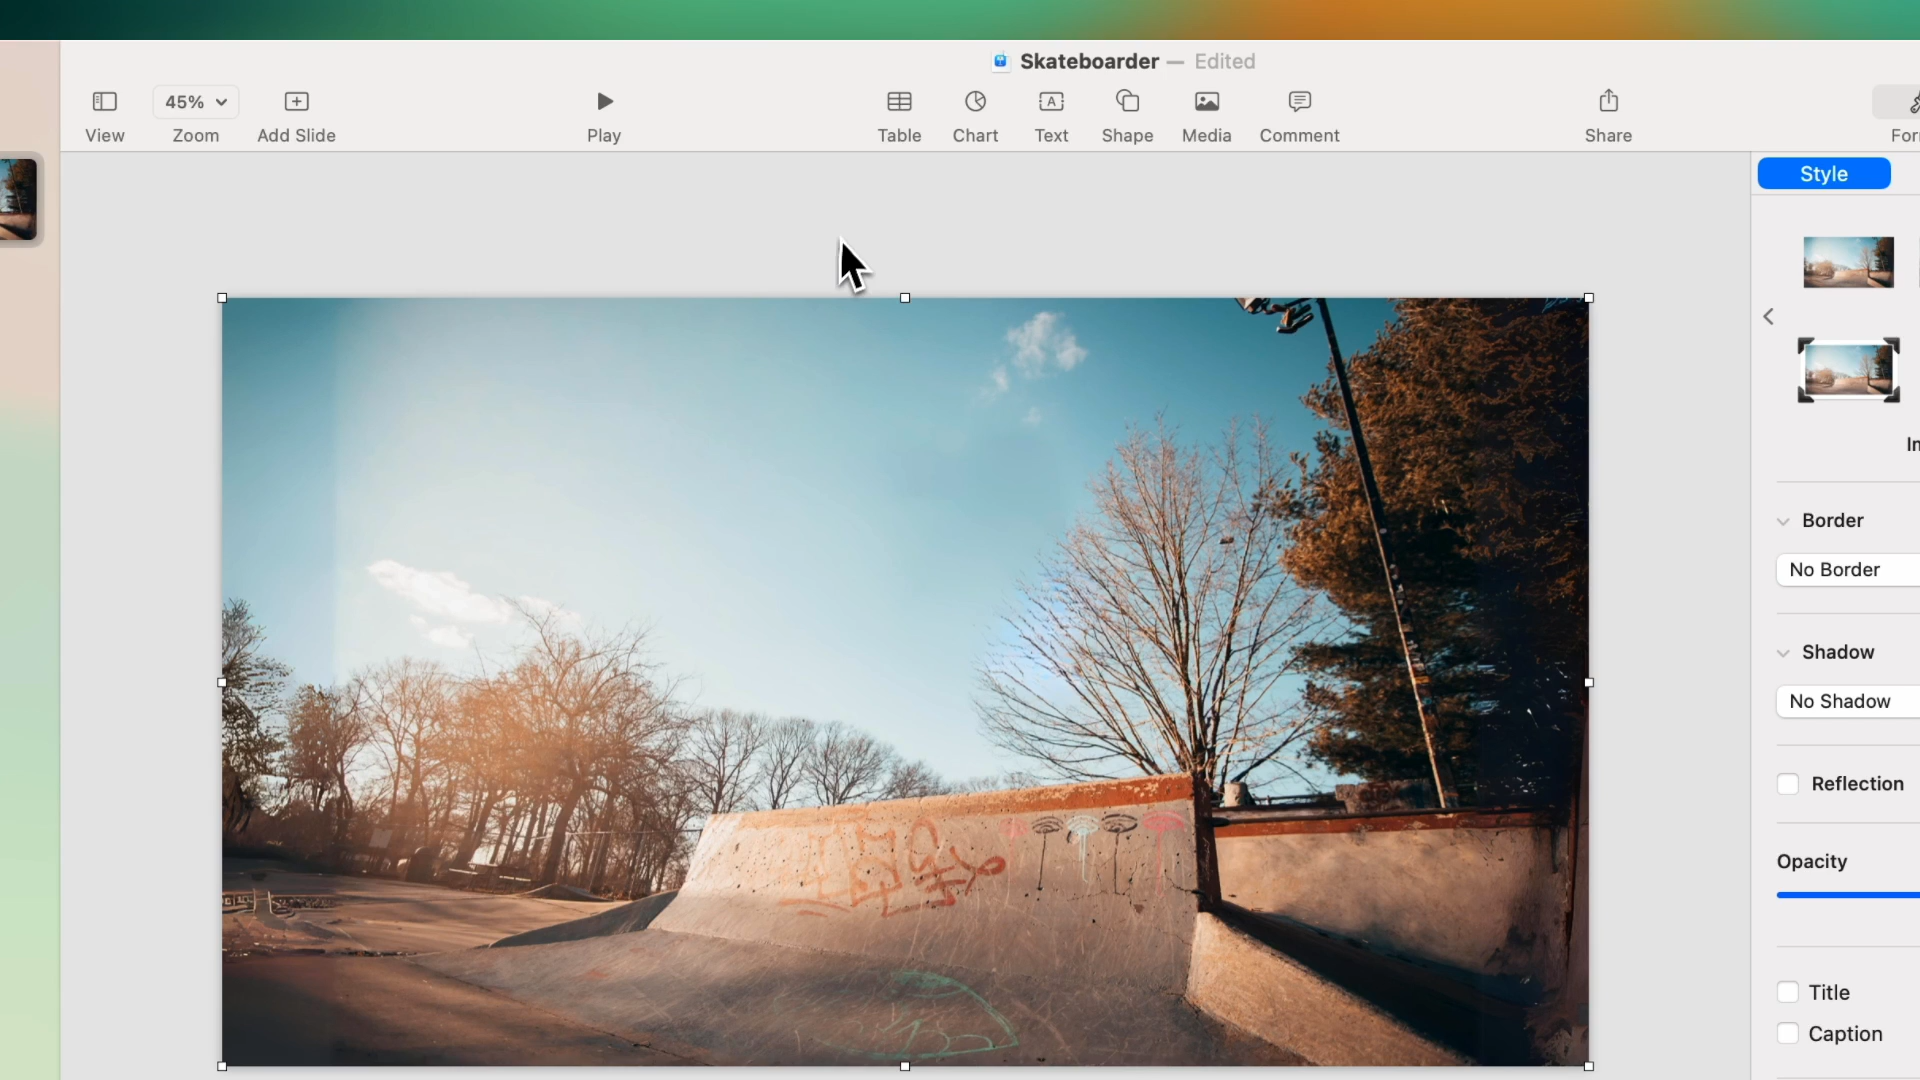 Skateboarder — Edited
45%
View Zoom Add Slide Play Table Chart Text Shape Media Comment Share
Style
Border
No Border
Shadow
No Shadow
Reflection
Opacity
Title
Caption